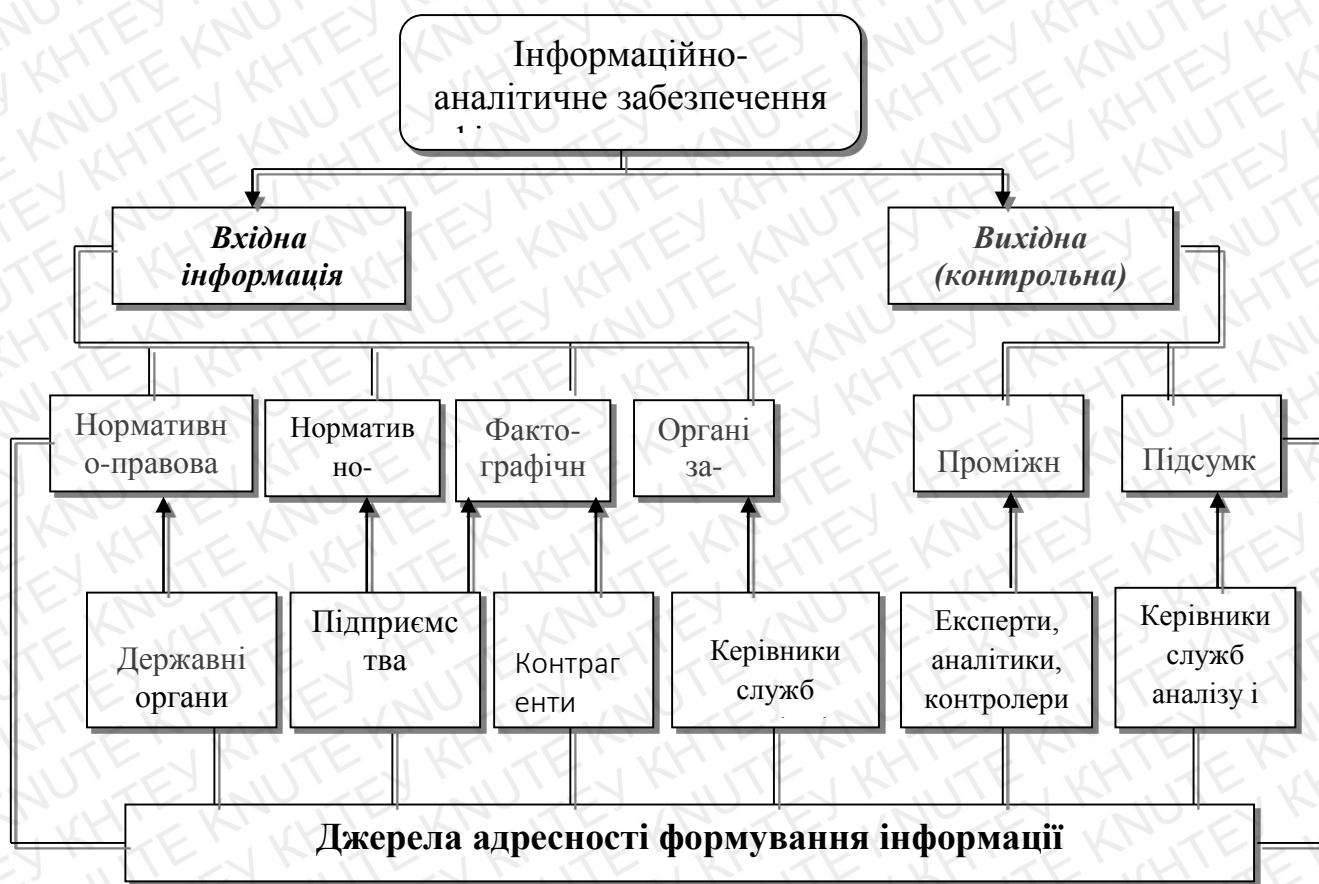 Інформаційно-
аналітичне забезпечення
Вхідна
інформація
Вихідна
(контрольна)
Нормативн
о-правова
Норматив
но-
Факто-
графічн
Органі
за-
Проміжн
Підсумк
Державні
органи
Підприємс
тва
Контраг
енти
Керівники
служб
Експерти,
аналітики,
контролери
Керівники
служб
аналізу і
Джерела адресності формування інформації